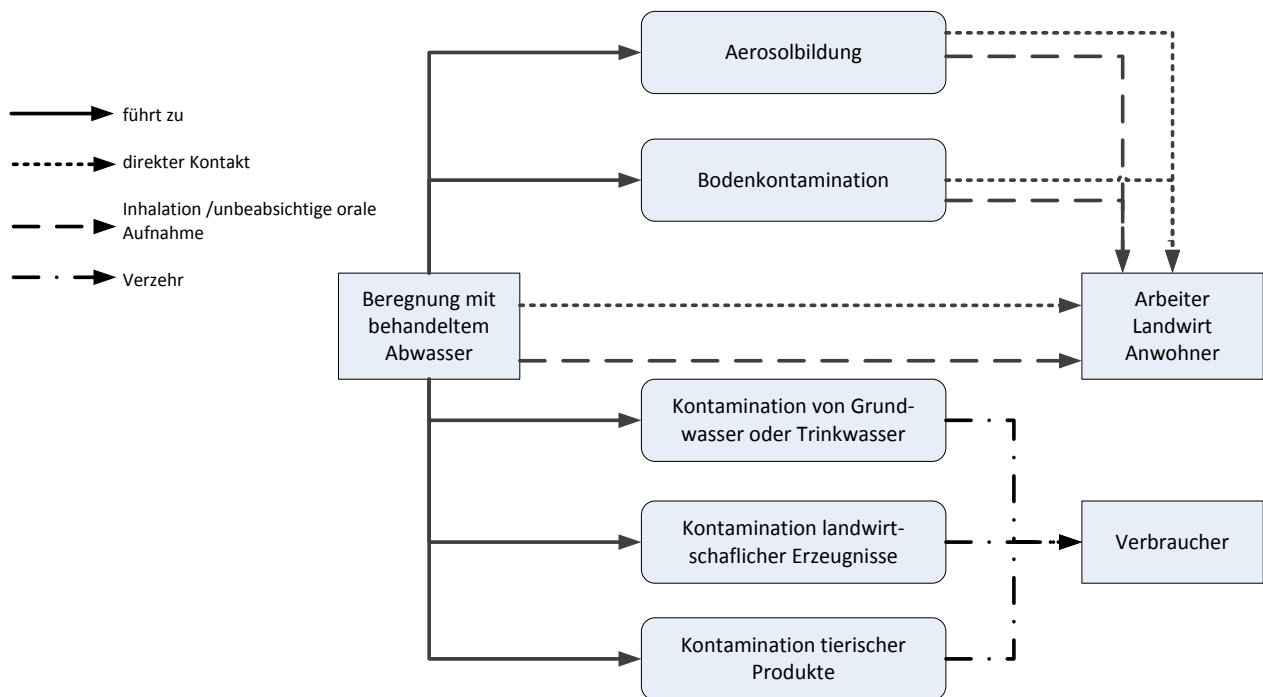 führt zu
direkter Kontakt
Inhalation /unbeabsichtige orale
Aufnahme
Verzehr
Aerosolbildung
Bodenkontamination
Beregnung mit
behandeltem
Abwasser
Arbeiter
Landwirt
Anwohner
Kontamination von Grund-
wasser oder Trinkwasser
Kontamination landwirt-
schaflicher Erzeugnisse
Verbraucher
Kontamination tierischer
Produkte